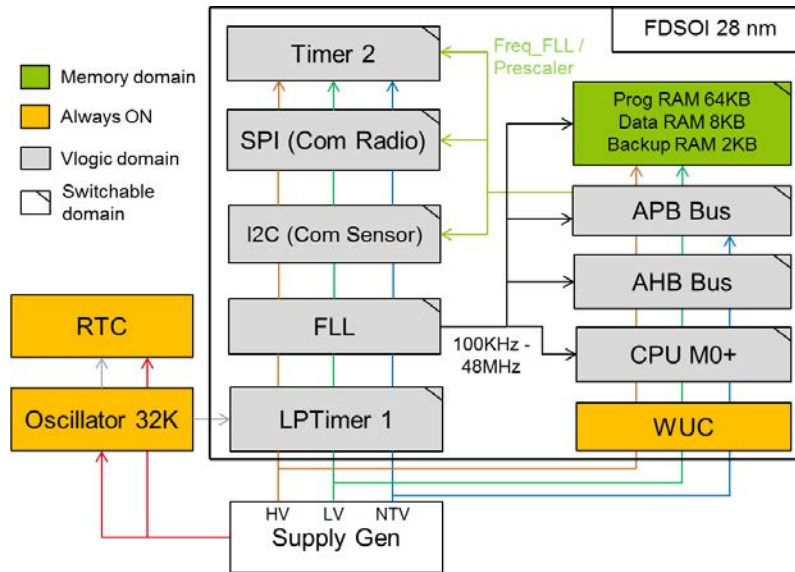 FDSOI 28 nm
Memory domain
Always ON
Vlogic domain
Switchable
domain
Timer 2
Freq_FLL /
Prescaler
SPI (Com Radio)
I2C (Com Sensor)
FLL
LPTimer 1
Prog RAM 64KB
Data RAM 8KB
Backup RAM 2KB
APB Bus
AHB Bus
100KHz -
48MHz
CPU M0+
WUC
RTC
Oscillator 32K
HV LV NTV
Supply Gen